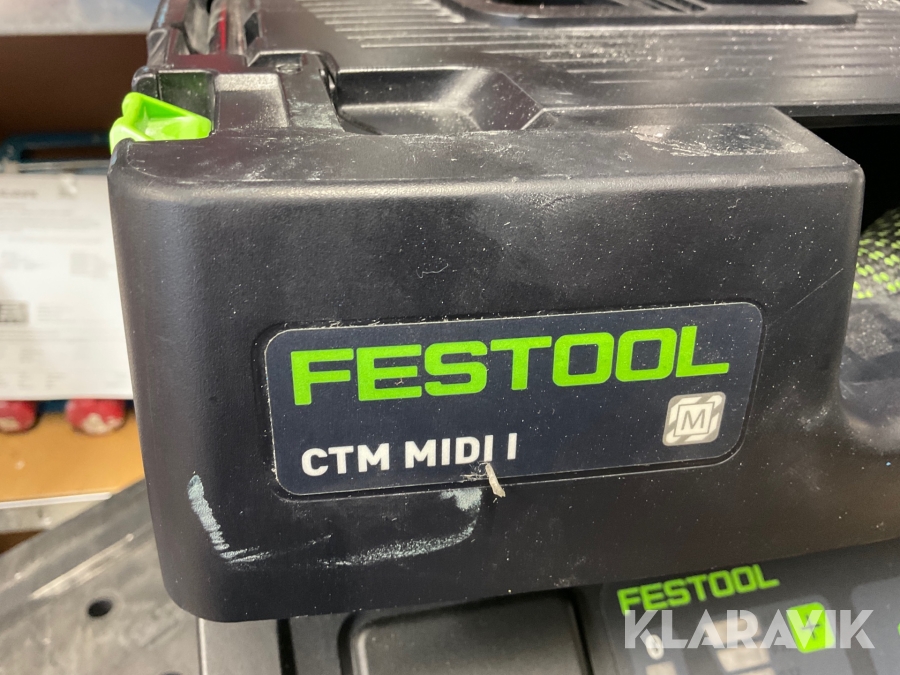 FESTOOL
M
CTM MIDI I
FESTOOL
KLARAVIK